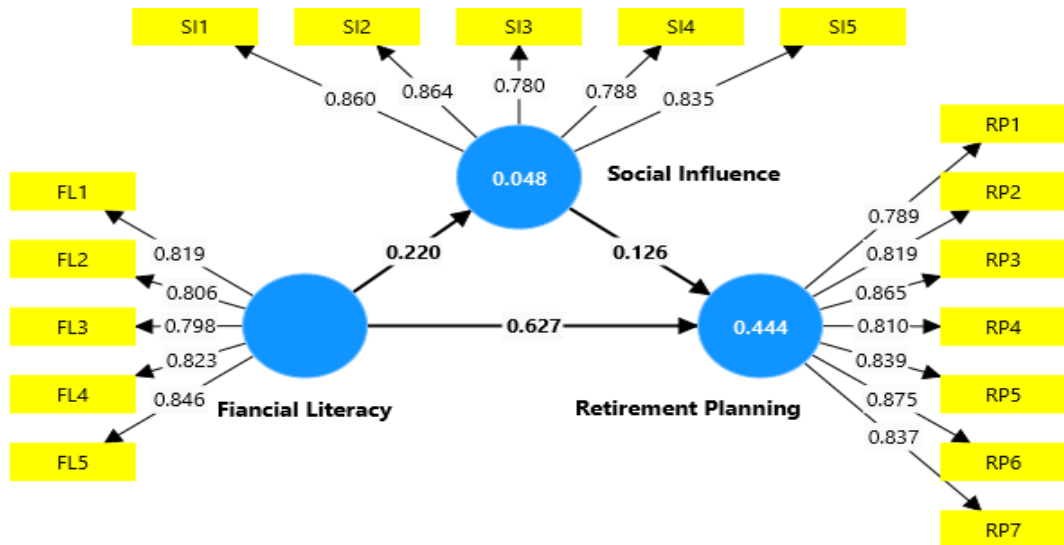 SI1 SI2 SI3 SI4 SI5
0.860 0.864 0.780 0.788 0.835
RP1
RP2
RP3
RP4
RP5
RP6
RP7
0.789
0.819
0.865
0.810
0.839
0.875
0.837
0.048
Social Influence
FL1
FL2
FL3
FL4
FL5
0.819
0.806
0.798
0.823
0.846
0.220
0.126
0.627
0.444
Fiancial Literacy
Retirement Planning